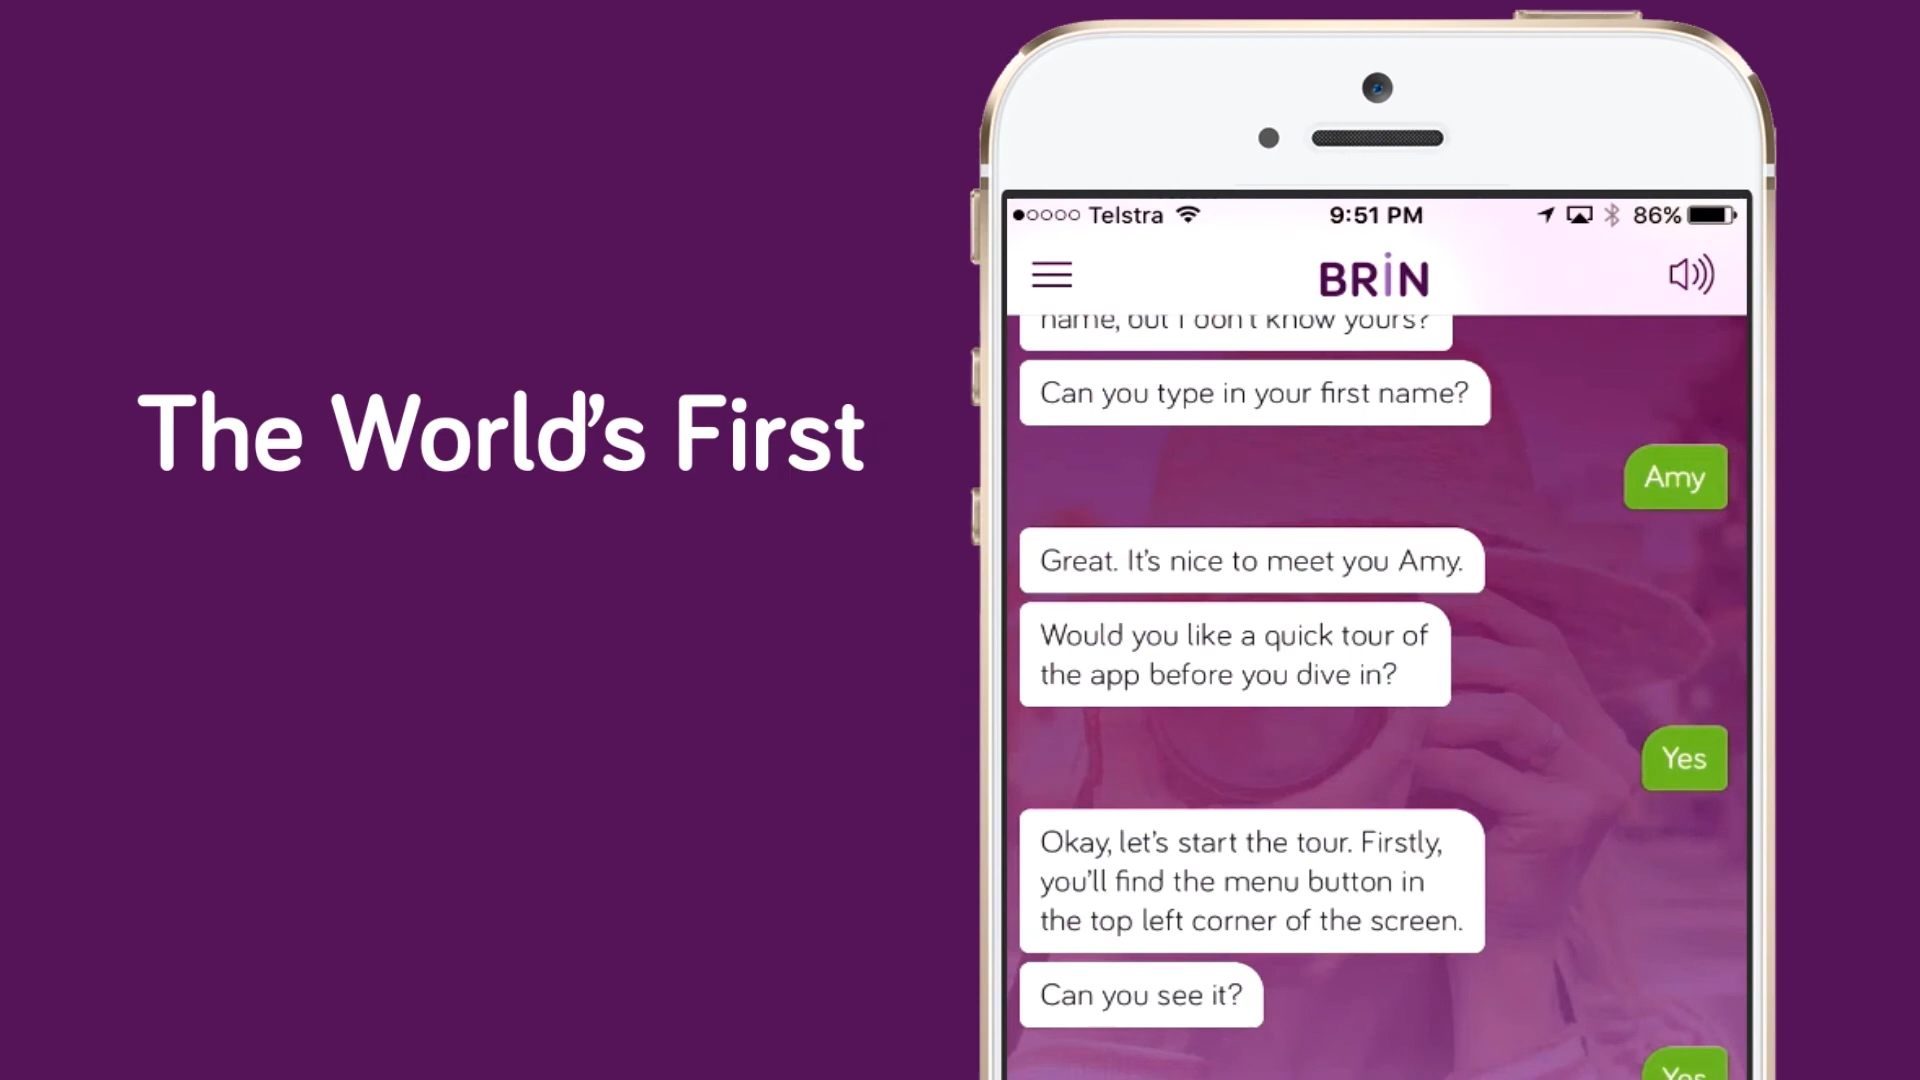 The World's First
Telstra
9:51 PM
86%
BRiN
name, but I don't know yours?
Can you type in your first name?
Amy
Great. It's nice to meet you Amy.
Would you like a quick tour of
the app before you dive in?
Yes
Okay, let's start the tour. Firstly,
you'll find the menu button in
the top left corner of the screen.
Can you see it?
Yes